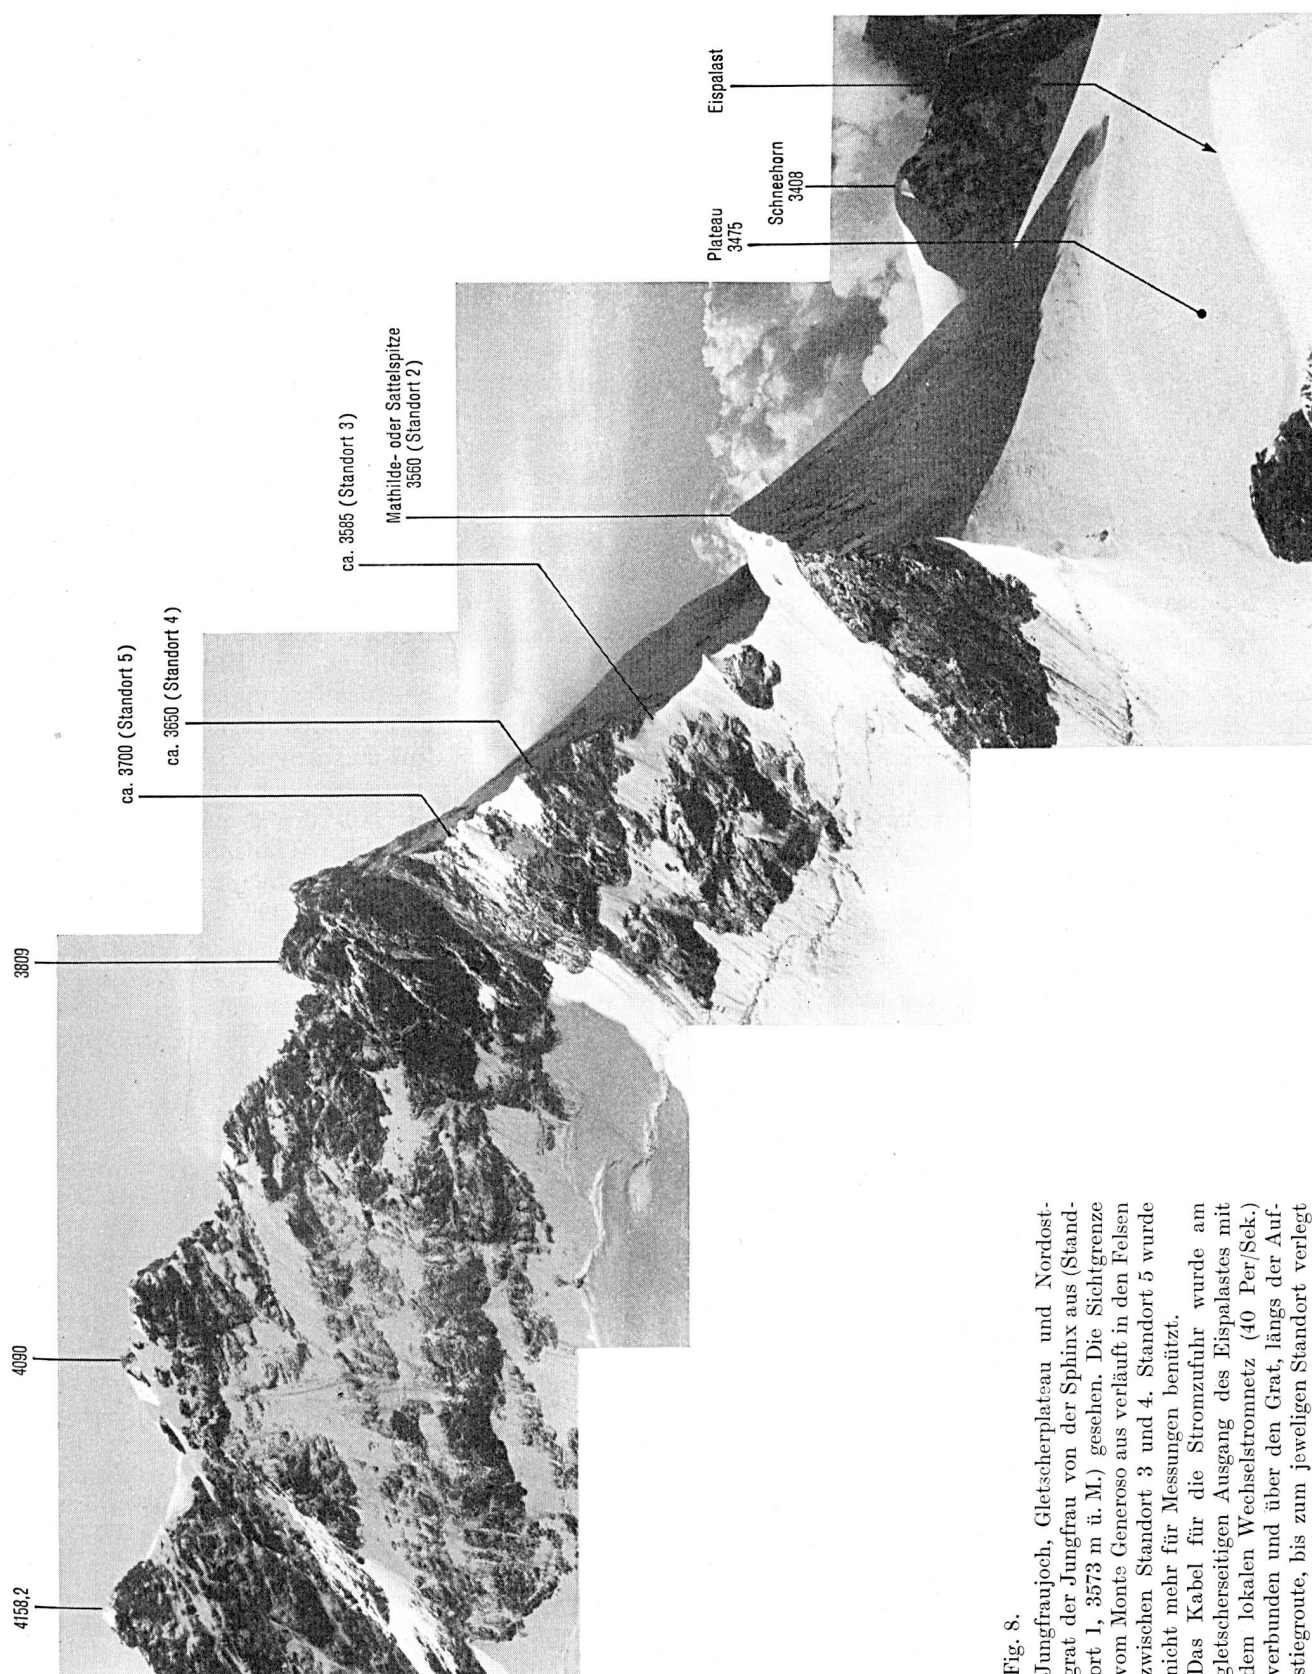 4158,2
4090
3809
ca. 3700 (Standort 5)
ca. 3650 (Standort 4)
ca. 3585 (Standort 3)
Mathilde- oder Sattelspitze
3560 (Standort 2)
Plateau
3475
Schneehorn
3408
Eispalast
Fig. 8.
Jungfraujoch, Gletscherplateau und Nordost-
grat der Jungfrau von der Sphinx aus (Stand-
ort 1, 3573 m ü. M.) gesehen. Die Sichtgrenze
vom Monte Generoso aus verläuft in den Felsen
zwischen Standort 3 und 4. Standort 5 wurde
nicht mehr für Messungen benützt.
Das Kabel für die Stromzufuhr wurde am
gletscherseitigen Ausgang des Eispalastes mit
dem lokalen Wechselstromnetz (40 Per/Sek.)
verbunden und über den Grat, längs der Auf-
stiegroute, bis zum jeweligen Standort verlegt